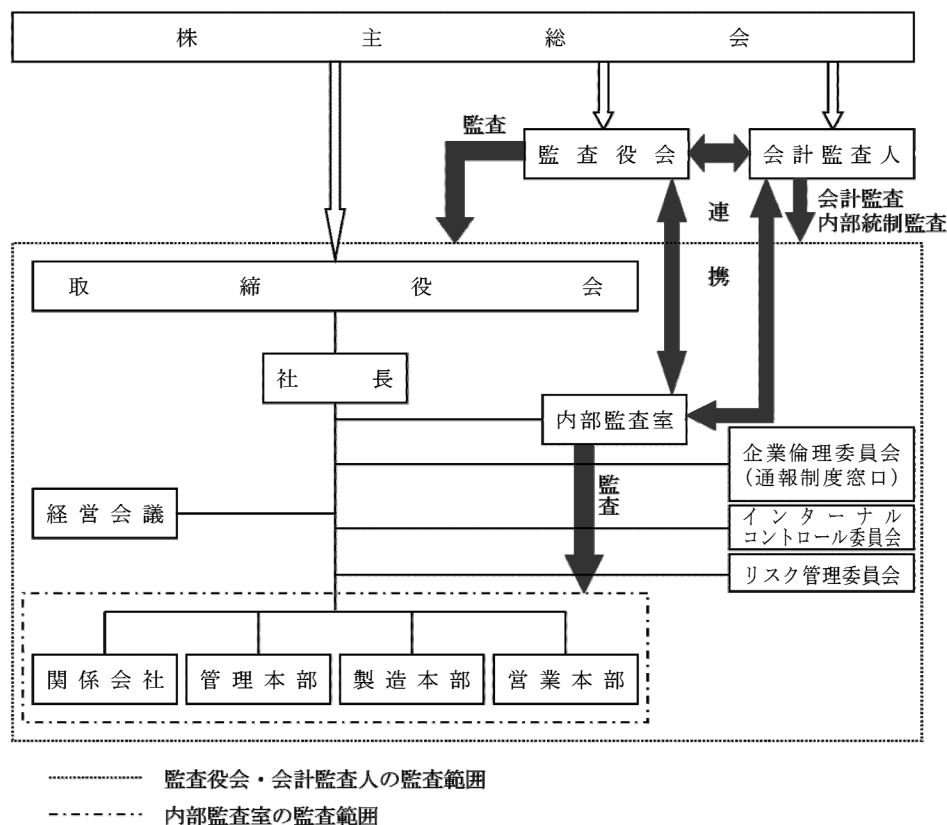 株主総会
監査
監査役会
会計監査人
連携
会計監査
内部統制監査
取締役会
社長
内部監査室
監査
企業倫理委員会
（通報制度窓口）
経営会議
インターナル
コントロール委員会
リスク管理委員会
関係会社
管理本部
製造本部
営業本部
監査役会・会計監査人の監査範囲
内部監査室の監査範囲